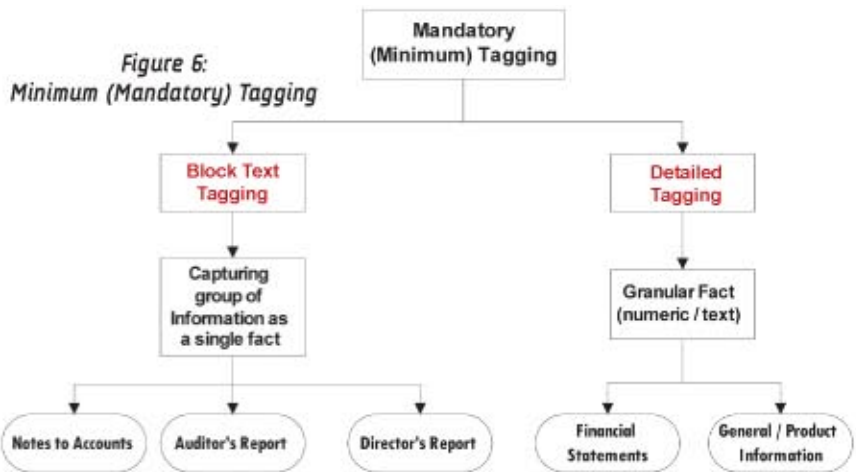 Mandatory
(Minimum) Tagging
Figure 6:
Minimum (Mandatory) Tagging
Block Text
Tagging
Detailed
Tagging
Capturing
group of
Information as
a single fact
Granular Fact
(numeric / text)
Notes to Accounts
Auditor's Report
Director's Report
Financial
Statements
General / Product
Information